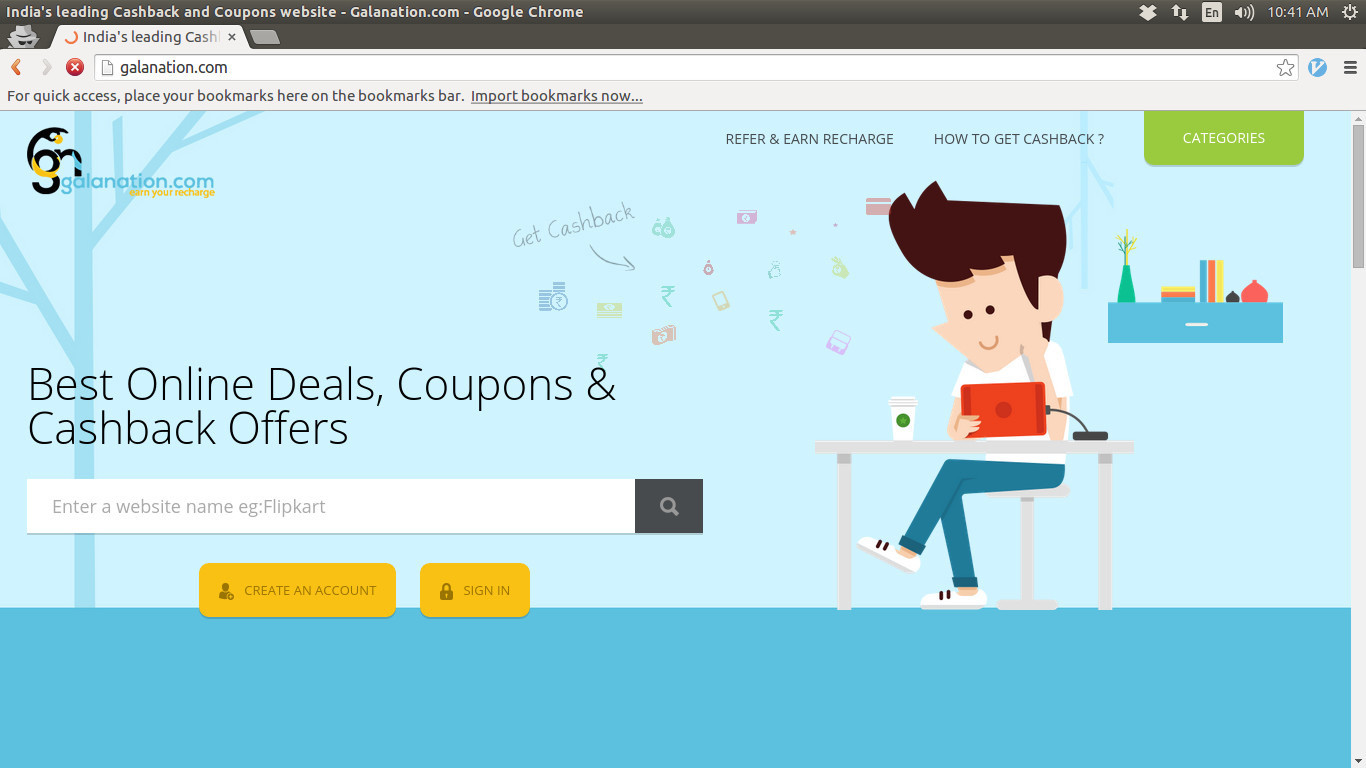 India's leading Cashback and Coupons website - Galanation.com - Google Chrome
En
10:41 AM
India's leading Cash
galanation.com
For quick access, place your bookmarks here on the bookmarks bar. Import bookmarks now...
gn
galanation.com
earn your recharge
REFER & EARN RECHARGE
HOW TO GET CASHBACK ?
CATEGORIES
Get Cashback
Best Online Deals, Coupons &
Cashback Offers
Enter a website name eg:Flipkart
CREATE AN ACCOUNT
SIGN IN